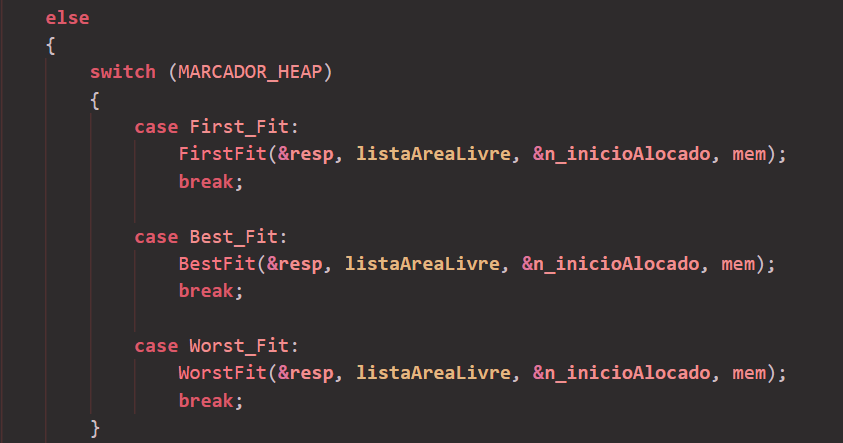 else
{
switch (MARCADOR_HEAP)
{
case First_Fit:
FirstFit(&resp, listaAreaLivre, &n_inicioAlocado, mem);
break;
case Best_Fit:
BestFit(&resp, listaAreaLivre, &n_inicioAlocado, mem);
break;
case Worst_Fit:
WorstFit(&resp, listaAreaLivre, &n_inicioAlocado, mem);
break;
}